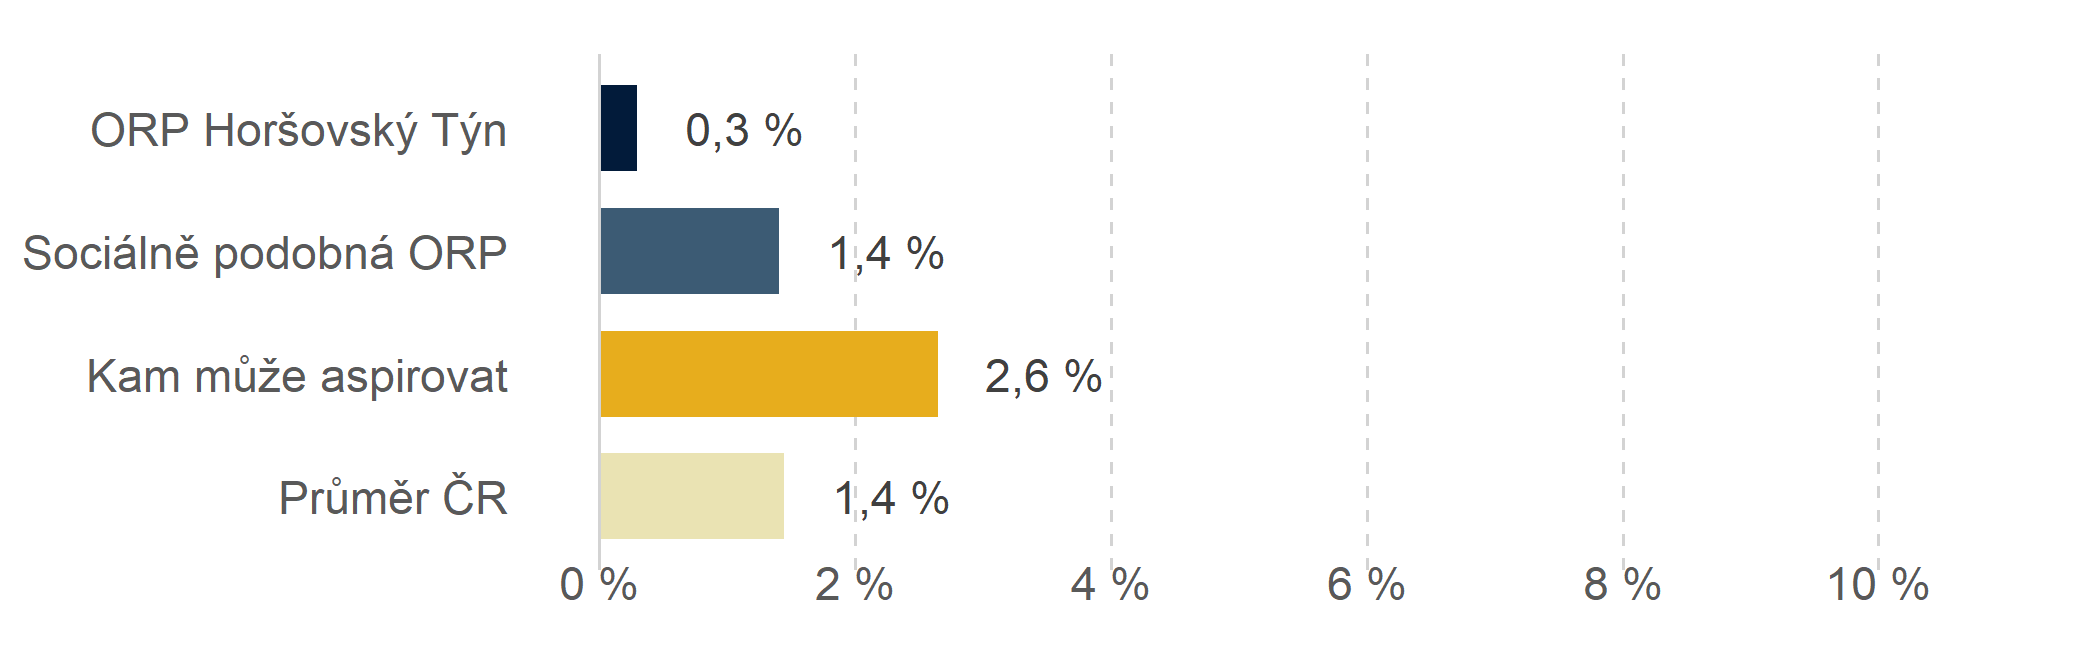 ORP Horšovský Týn 0,3 %
Sociálně podobná ORP 1,4 %
Kam může aspirovat 2,6 %
Průměr ČR 1,4 %
0 % 2 % 4 % 6 % 8 % 10 %